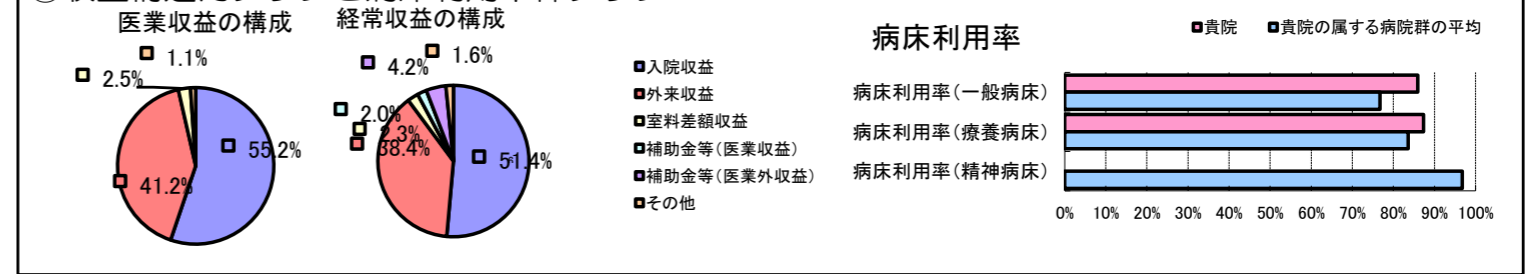 医業収益の構成
1.1%
2.5%
55.2%
41.2%
経常収益の構成
1.6%
4.2%
2.0%
2.3%
38.4%
51.4%
入院収益
外来収益
室料差額収益
補助金等(医業収益)
補助金等(医業外収益)
その他
病床利用率
貴院 貴院の属する病院群の平均
病床利用率(一般病床)
病床利用率(療養病床)
病床利用率(精神病床)
0% 10% 20% 30% 40% 50% 60% 70% 80% 90% 100%